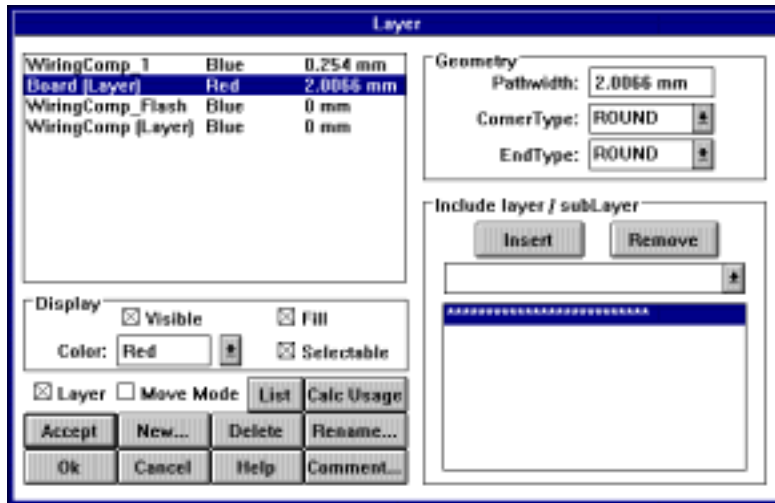 Layer
WiringComp_1 Blue 0.254 mm
Board (Layer) Red 2.0066 mm
WiringComp_Flash Blue 0 mm
WiringComp (Layer) Blue 0 mm
Geometry
Pathwidth: 2.0066 mm
CornerType: ROUND
EndType: ROUND
Include layer / subLayer
Insert Remove
Display
Visible Fill
Color: Red Selectable
Layer Move Mode List Calc Usage
Accept New... Delete Rename...
Ok Cancel Help Comment...